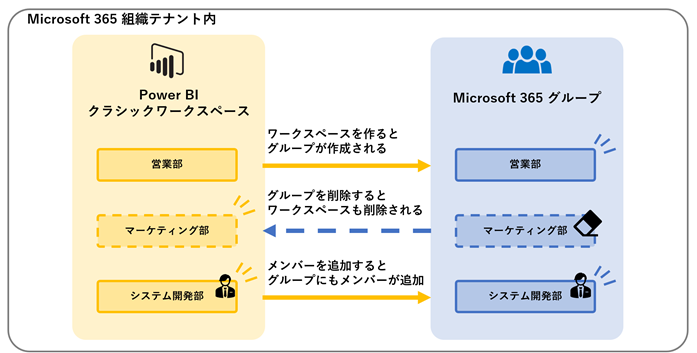 Microsoft 365 組織テナント内
Power BI
クラシックワークスペース
Microsoft 365 グループ
ワークスペースを作ると
グループが作成される
営業部
営業部
グループを削除すると
ワークスペースも削除される
マーケティング部
マーケティング部
メンバーを追加すると
グループにもメンバーが追加
システム開発部
システム開発部